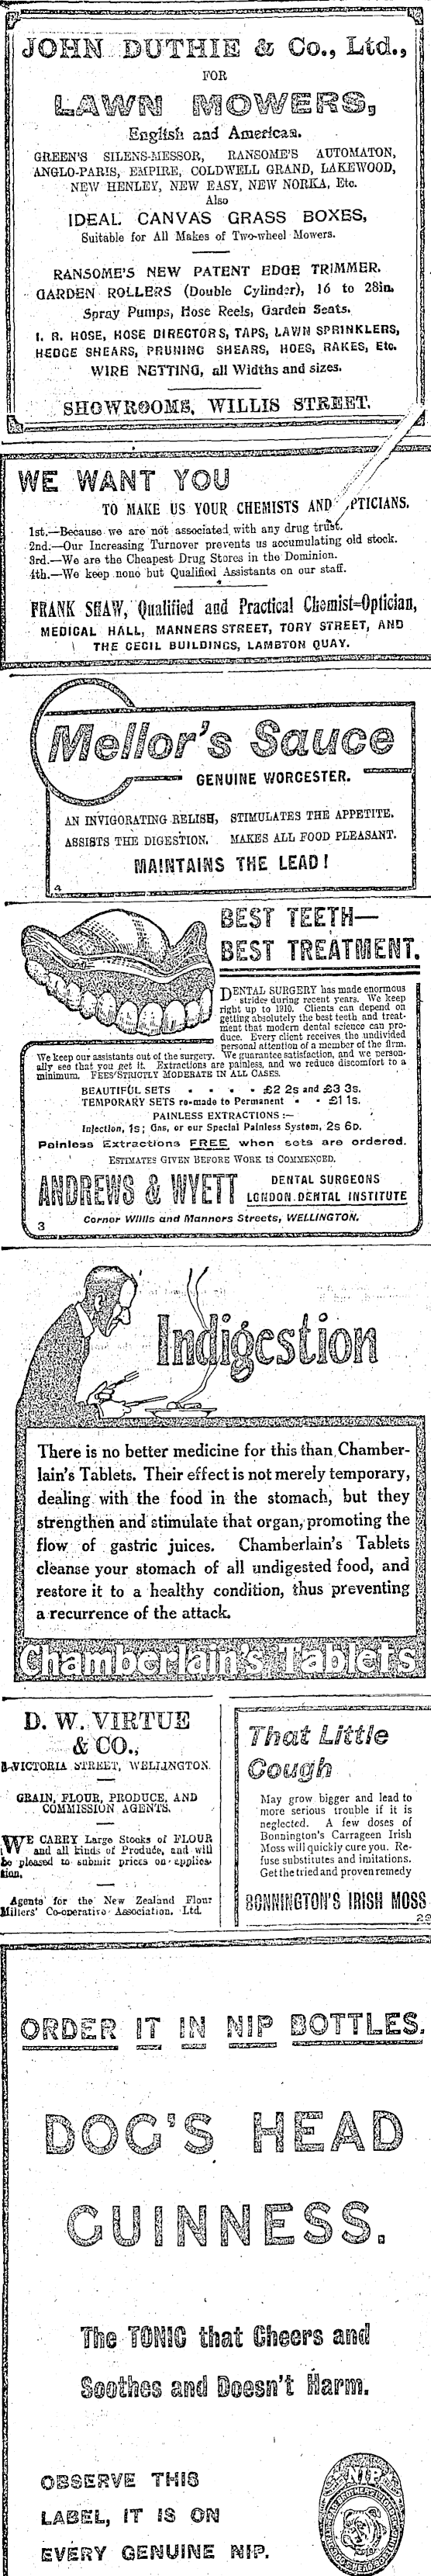 JOHN DUTHIE & Co., Ltd.,
FOR
LAWN MOWERS,
English and American.
GREEN'S SILENS-MESSOR, RANSOME'S AUTOMATON,
ANGLO-PARIS, EMPIRE, COLDWELL GRAND, LAKEWOOD,
NEW HENLEY, NEW EASY, NEW NORKA, Etc.
Also
IDEAL CANVAS GRASS BOXES,
Suitable for All Makes of Two-wheel Mowers.
RANSOME'S NEW PATENT EDGE TRIMMER.
GARDEN ROLLERS (Double Cylinder), 16 to 28in.
Spray Pumps, Hose Reels, Garden Seats.
I. R. HOSE, HOSE DIRECTORS, TAPS, LAWN SPRINKLERS,
HEDGE SHEARS, PRUNING SHEARS, HOES, RAKES, Etc.
WIRE NETTING, all Widths and sizes.
SHOWROOMS, WILLIS STREET.
WE WANT YOU
TO MAKE US YOUR CHEMISTS AND OPTICIANS.
1st.—Because we are not associated with any drug trust.
2nd.—Our Increasing Turnover prevents us accumulating old stock.
3rd.—We are the Cheapest Drug Stores in the Dominion.
4th.—We keep none but Qualified Assistants on our staff.
FRANK SHAW, Qualified and Practical Chemist-Optician,
MEDICAL HALL, MANNERS STREET, TORY STREET, AND
THE CECIL BUILDINGS, LAMBTON QUAY.
Mellor's Sauce
GENUINE WORCESTER.
AN INVIGORATING RELISH, STIMULATES THE APPETITE.
ASSISTS THE DIGESTION. MAKES ALL FOOD PLEASANT.
MAINTAINS THE LEAD!
4
BEST TEETH—
BEST TREATMENT.
DENTAL SURGERY has made enormous
strides during recent years. We keep
right up to 1910. Clients can depend on
getting absolutely the best teeth and treat-
ment that modern dental science can pro-
duce. Every client receives the undivided
personal attention of a member of the firm.
We keep our assistants out of the surgery. We guarantee satisfaction, and we person-
ally see that you get it. Extractions are painless, and we reduce discomfort to a
minimum. FEES STRICTLY MODERATE IN ALL CASES.
BEAUTIFUL SETS - - - - £2 2s and £3 3s.
TEMPORARY SETS re-made to Permanent - - £1 1s.
PAINLESS EXTRACTIONS :—
Injection, 1s; Gas, or our Special Painless System, 2s 6D.
Painless Extractions FREE when sets are ordered.
ESTIMATES GIVEN BEFORE WORK IS COMMENCED.
ANDREWS & WYETT
DENTAL SURGEONS
LONDON DENTAL INSTITUTE
Corner Willis and Manners Streets, WELLINGTON.
3
Indigestion
There is no better medicine for this than Chamber-
lain's Tablets. Their effect is not merely temporary,
dealing with the food in the stomach, but they
strengthen and stimulate that organ, promoting the
flow of gastric juices. Chamberlain's Tablets
cleanse your stomach of all undigested food, and
restore it to a healthy condition, thus preventing
a recurrence of the attack.
Chamberlain's Tablets
D. W. VIRTUE
& CO.,
VICTORIA STREET, WELLINGTON.
GRAIN, FLOUR, PRODUCE, AND
COMMISSION AGENTS.
WE CARRY Large Stocks of FLOUR
and all kinds of Produce, and will
be pleased to submit prices on applica-
tion.
Agents for the New Zealand Flour
Millers' Co-operative Association, Ltd.
That Little
Cough
May grow bigger and lead to
more serious trouble if it is
neglected. A few doses of
Bonnington's Carrageen Irish
Moss will quickly cure you. Re-
fuse substitutes and imitations.
Get the tried and proven remedy
BONNINGTON'S IRISH MOSS
29
ORDER IT IN NIP BOTTLES.
DOG'S HEAD
GUINNESS.
The TONIC that Cheers and
Soothes and Doesn't Harm.
OBSERVE THIS
LABEL, IT IS ON
EVERY GENUINE NIP.
NIP